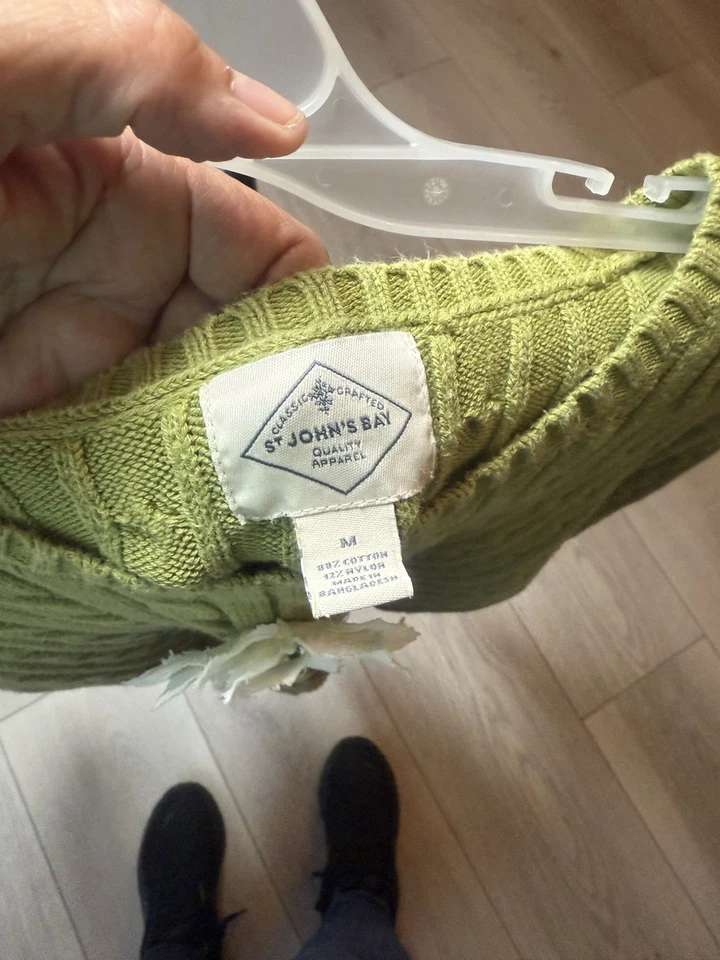 CLASSIC CRAFTED
ST JOHN'S BAY
QUALITY
APPAREL
M
88% COTTON
12% NYLON
MADE IN
BANGLADESH